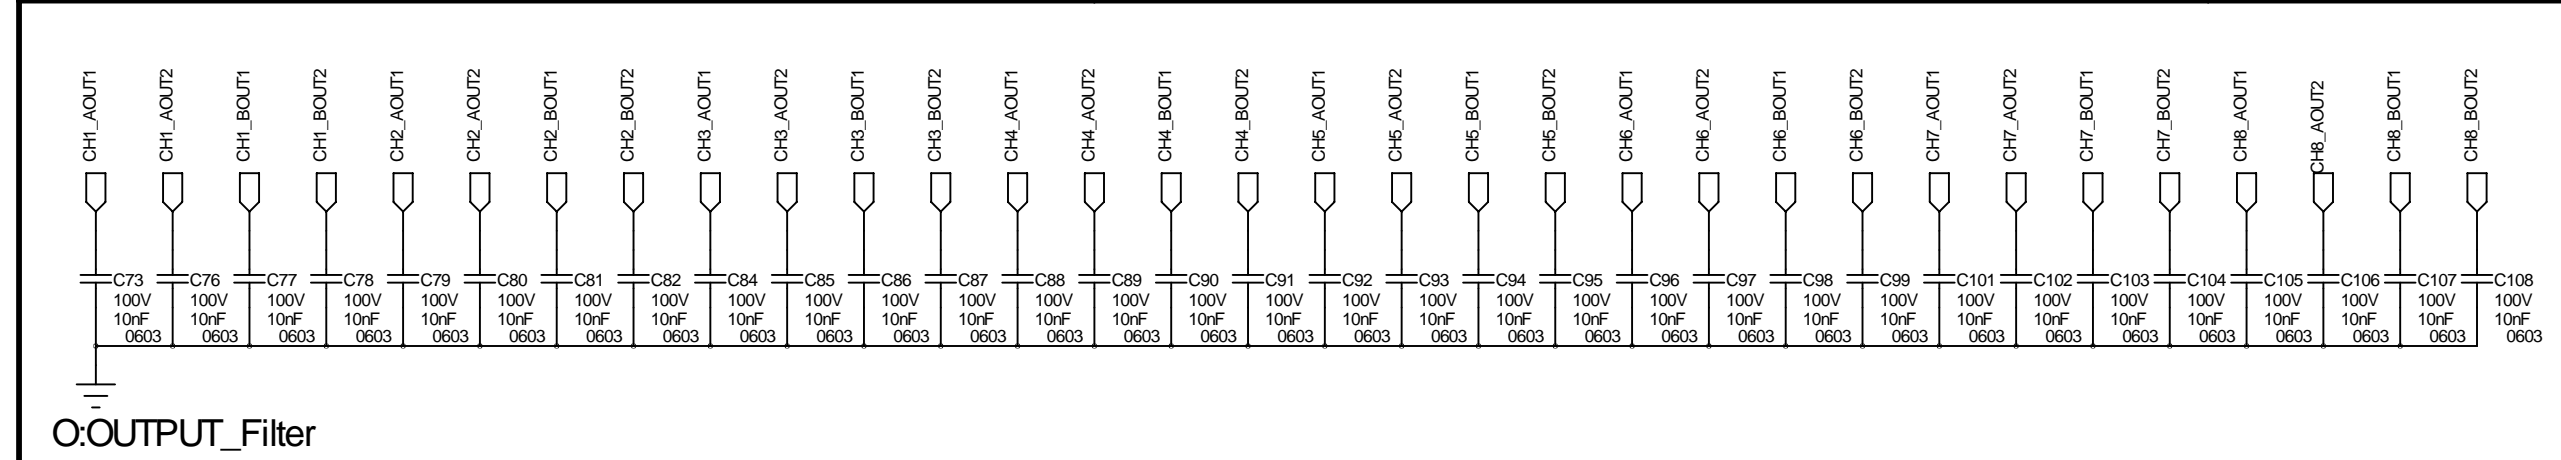 CH1_AOUT1 CH1_AOUT2 CH1_BOUT1 CH1_BOUT2 CH2_AOUT1 CH2_AOUT2 CH2_BOUT1 CH2_BOUT2 CH3_AOUT1 CH3_AOUT2 CH3_BOUT1 CH3_BOUT2 CH4_AOUT1 CH4_AOUT2 CH4_BOUT1 CH4_BOUT2 CH5_AOUT1 CH5_AOUT2 CH5_BOUT1 CH5_BOUT2 CH6_AOUT1 CH6_AOUT2 CH6_BOUT1 CH6_BOUT2 CH7_AOUT1 CH7_AOUT2 CH7_BOUT1 CH7_BOUT2 CH8_AOUT1 CH8_AOUT2 CH8_BOUT1 CH8_BOUT2
C73 C76 C77 C78 C79 C80 C81 C82 C84 C85 C86 C87 C88 C89 C90 C91 C92 C93 C94 C95 C96 C97 C98 C99 C101 C102 C103 C104 C105 C106 C107 C108
100V 100V 100V 100V 100V 100V 100V 100V 100V 100V 100V 100V 100V 100V 100V 100V 100V 100V 100V 100V 100V 100V 100V 100V 100V 100V 100V 100V 100V 100V 100V 100V
10nF 10nF 10nF 10nF 10nF 10nF 10nF 10nF 10nF 10nF 10nF 10nF 10nF 10nF 10nF 10nF 10nF 10nF 10nF 10nF 10nF 10nF 10nF 10nF 10nF 10nF 10nF 10nF 10nF 10nF 10nF 10nF
0603 0603 0603 0603 0603 0603 0603 0603 0603 0603 0603 0603 0603 0603 0603 0603 0603 0603 0603 0603 0603 0603 0603 0603 0603 0603 0603 0603 0603 0603 0603 0603
O:OUTPUT_Filter